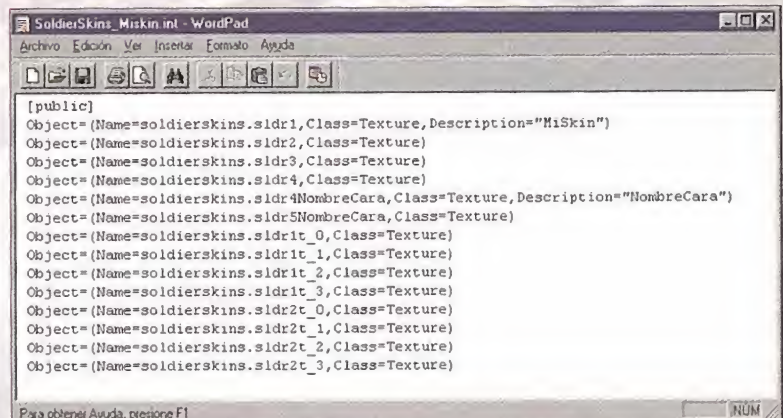 SoldierSkins_Miskin.int - WordPad
Archivo Edición Ver Insertar Formato Ayuda
[public]
Object=(Name=soldierskins.sldr1,Class=Texture,Description="MiSkin")
Object=(Name=soldierskins.sldr2,Class=Texture)
Object=(Name=soldierskins.sldr3,Class=Texture)
Object=(Name=soldierskins.sldr4,Class=Texture)
Object=(Name=soldierskins.sldr4NombreCara,Class=Texture,Description="NombreCara")
Object=(Name=soldierskins.sldr5NombreCara,Class=Texture)
Object=(Name=soldierskins.sldr1t_0,Class=Texture)
Object=(Name=soldierskins.sldr1t_1,Class=Texture)
Object=(Name=soldierskins.sldr1t_2,Class=Texture)
Object=(Name=soldierskins.sldr1t_3,Class=Texture)
Object=(Name=soldierskins.sldr2t_0,Class=Texture)
Object=(Name=soldierskins.sldr2t_1,Class=Texture)
Object=(Name=soldierskins.sldr2t_2,Class=Texture)
Object=(Name=soldierskins.sldr2t_3,Class=Texture)
Para obtener Ayuda, presione F1
NÚM